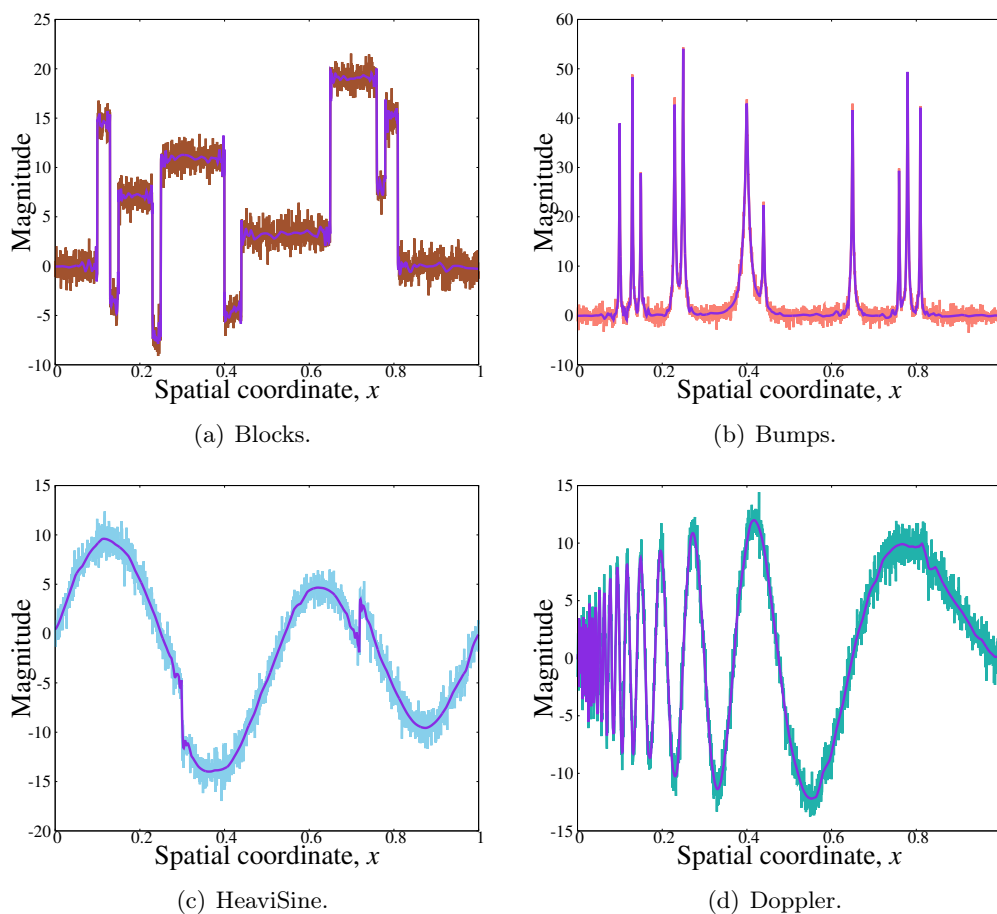 25
20
15
10
5
0
-5
-10
Magnitude
0 0.2 0.4 0.6 0.8 1
Spatial coordinate, x
(a) Blocks.
60
50
40
30
20
10
0
-10
Magnitude
0 0.2 0.4 0.6 0.8
Spatial coordinate, x
(b) Bumps.
15
10
5
0
-5
-10
-15
-20
Magnitude
0 0.2 0.4 0.6 0.8 1
Spatial coordinate, x
(c) HeaviSine.
15
10
5
0
-5
-10
-15
Magnitude
0 0.2 0.4 0.6 0.8
Spatial coordinate, x
(d) Doppler.